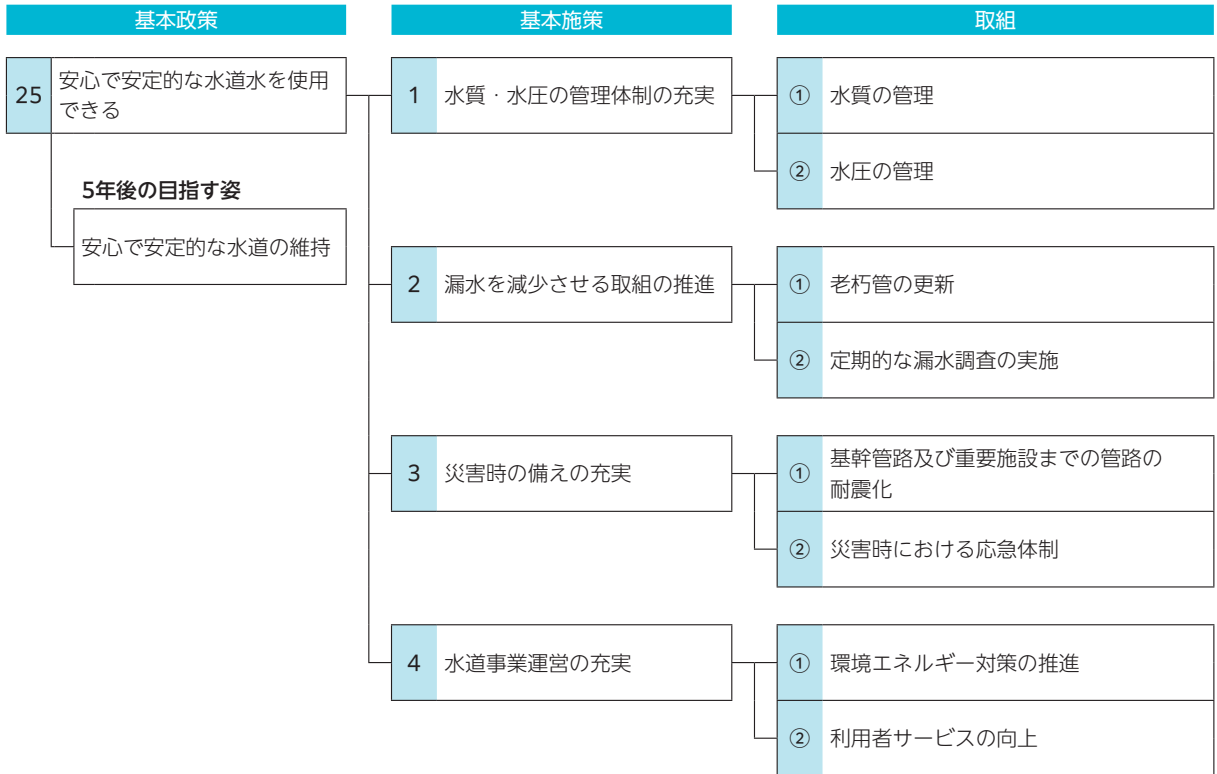 基本政策
基本施策
取組
25
安心で安定的な水道水を使用
できる
5年後の目指す姿
安心で安定的な水道の維持
1 水質・水圧の管理体制の充実
① 水質の管理
② 水圧の管理
2 漏水を減少させる取組の推進
① 老朽管の更新
② 定期的な漏水調査の実施
3 災害時の備えの充実
① 基幹管路及び重要施設までの管路の
耐震化
② 災害時における応急体制
4 水道事業運営の充実
① 環境エネルギー対策の推進
② 利用者サービスの向上